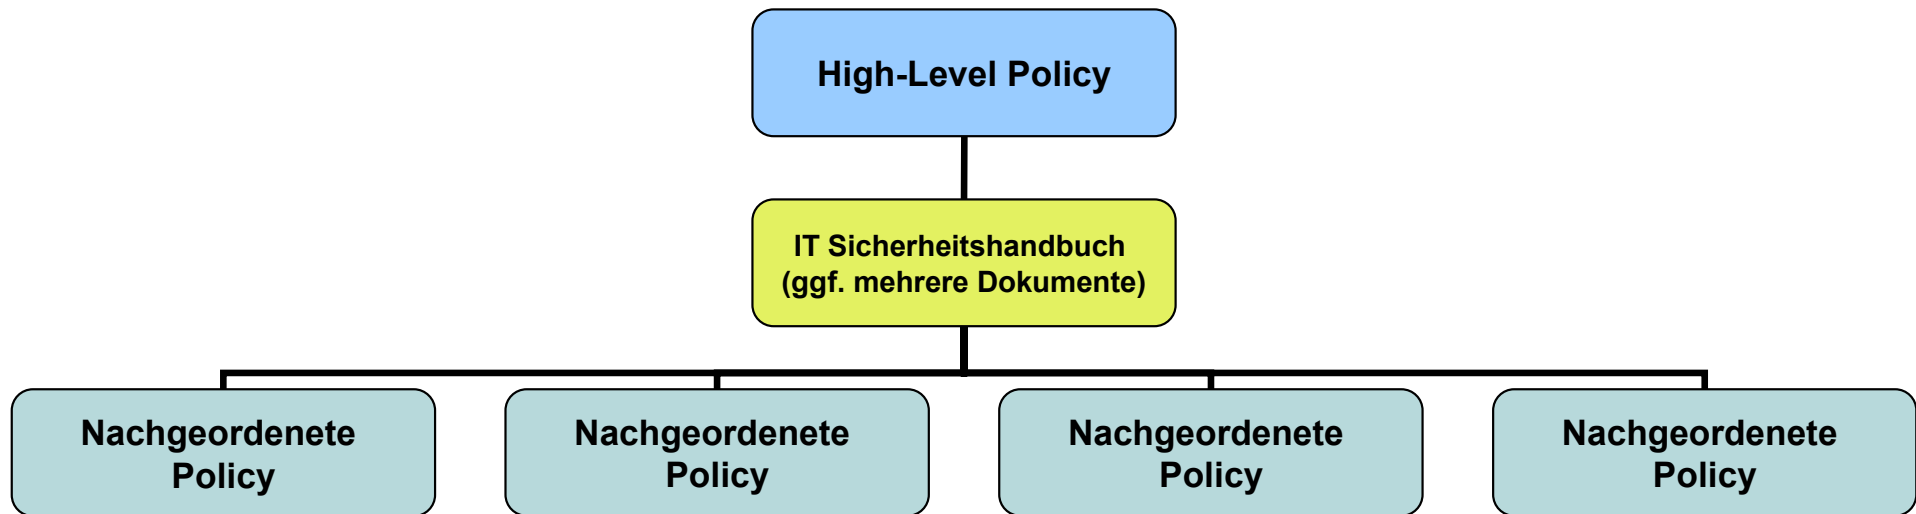 High-Level Policy
IT Sicherheitshandbuch
(ggf. mehrere Dokumente)
Nachgeordenete
Policy
Nachgeordenete
Policy
Nachgeordenete
Policy
Nachgeordenete
Policy